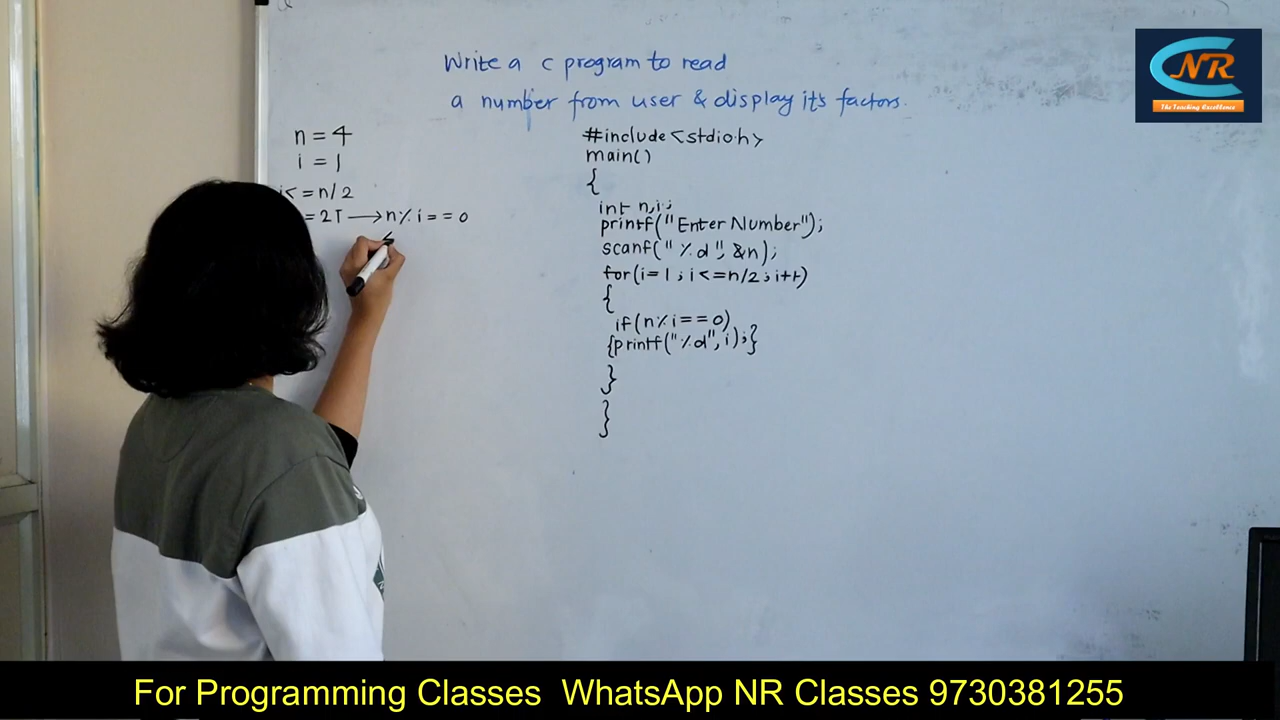 Write a c program to read
a number from user & display it's factors.
n = 4
i = 1
i<= n/2
= 2T → n% i == 0
4
#include <stdio.h>
main()
{
int n,i;
printf("Enter Number");
scanf("%d", &n);
for(i=1; i<=n/2; i++)
{
if(n%i==0)
{printf("%d", i);}
}
}
NR
The Teaching Excellence
For Programming Classes WhatsApp NR Classes 9730381255